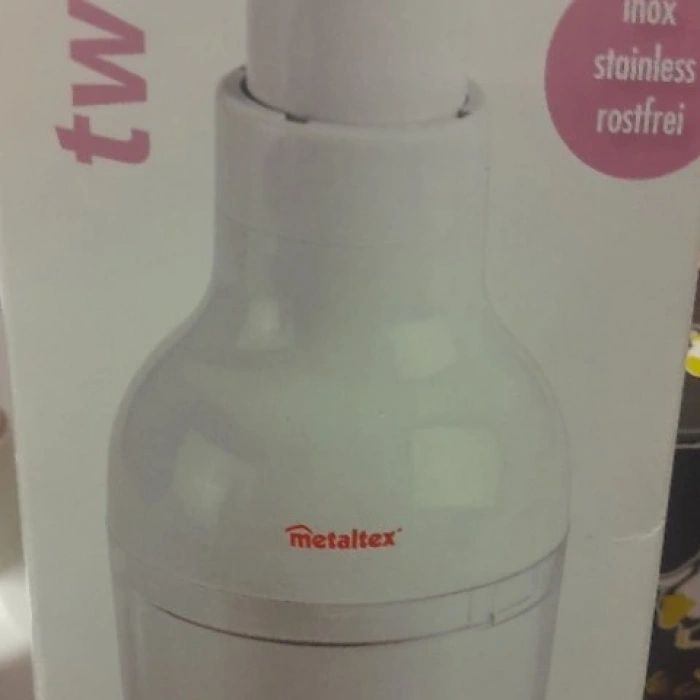 tw
inox
stainless
rostfrei
metaltex